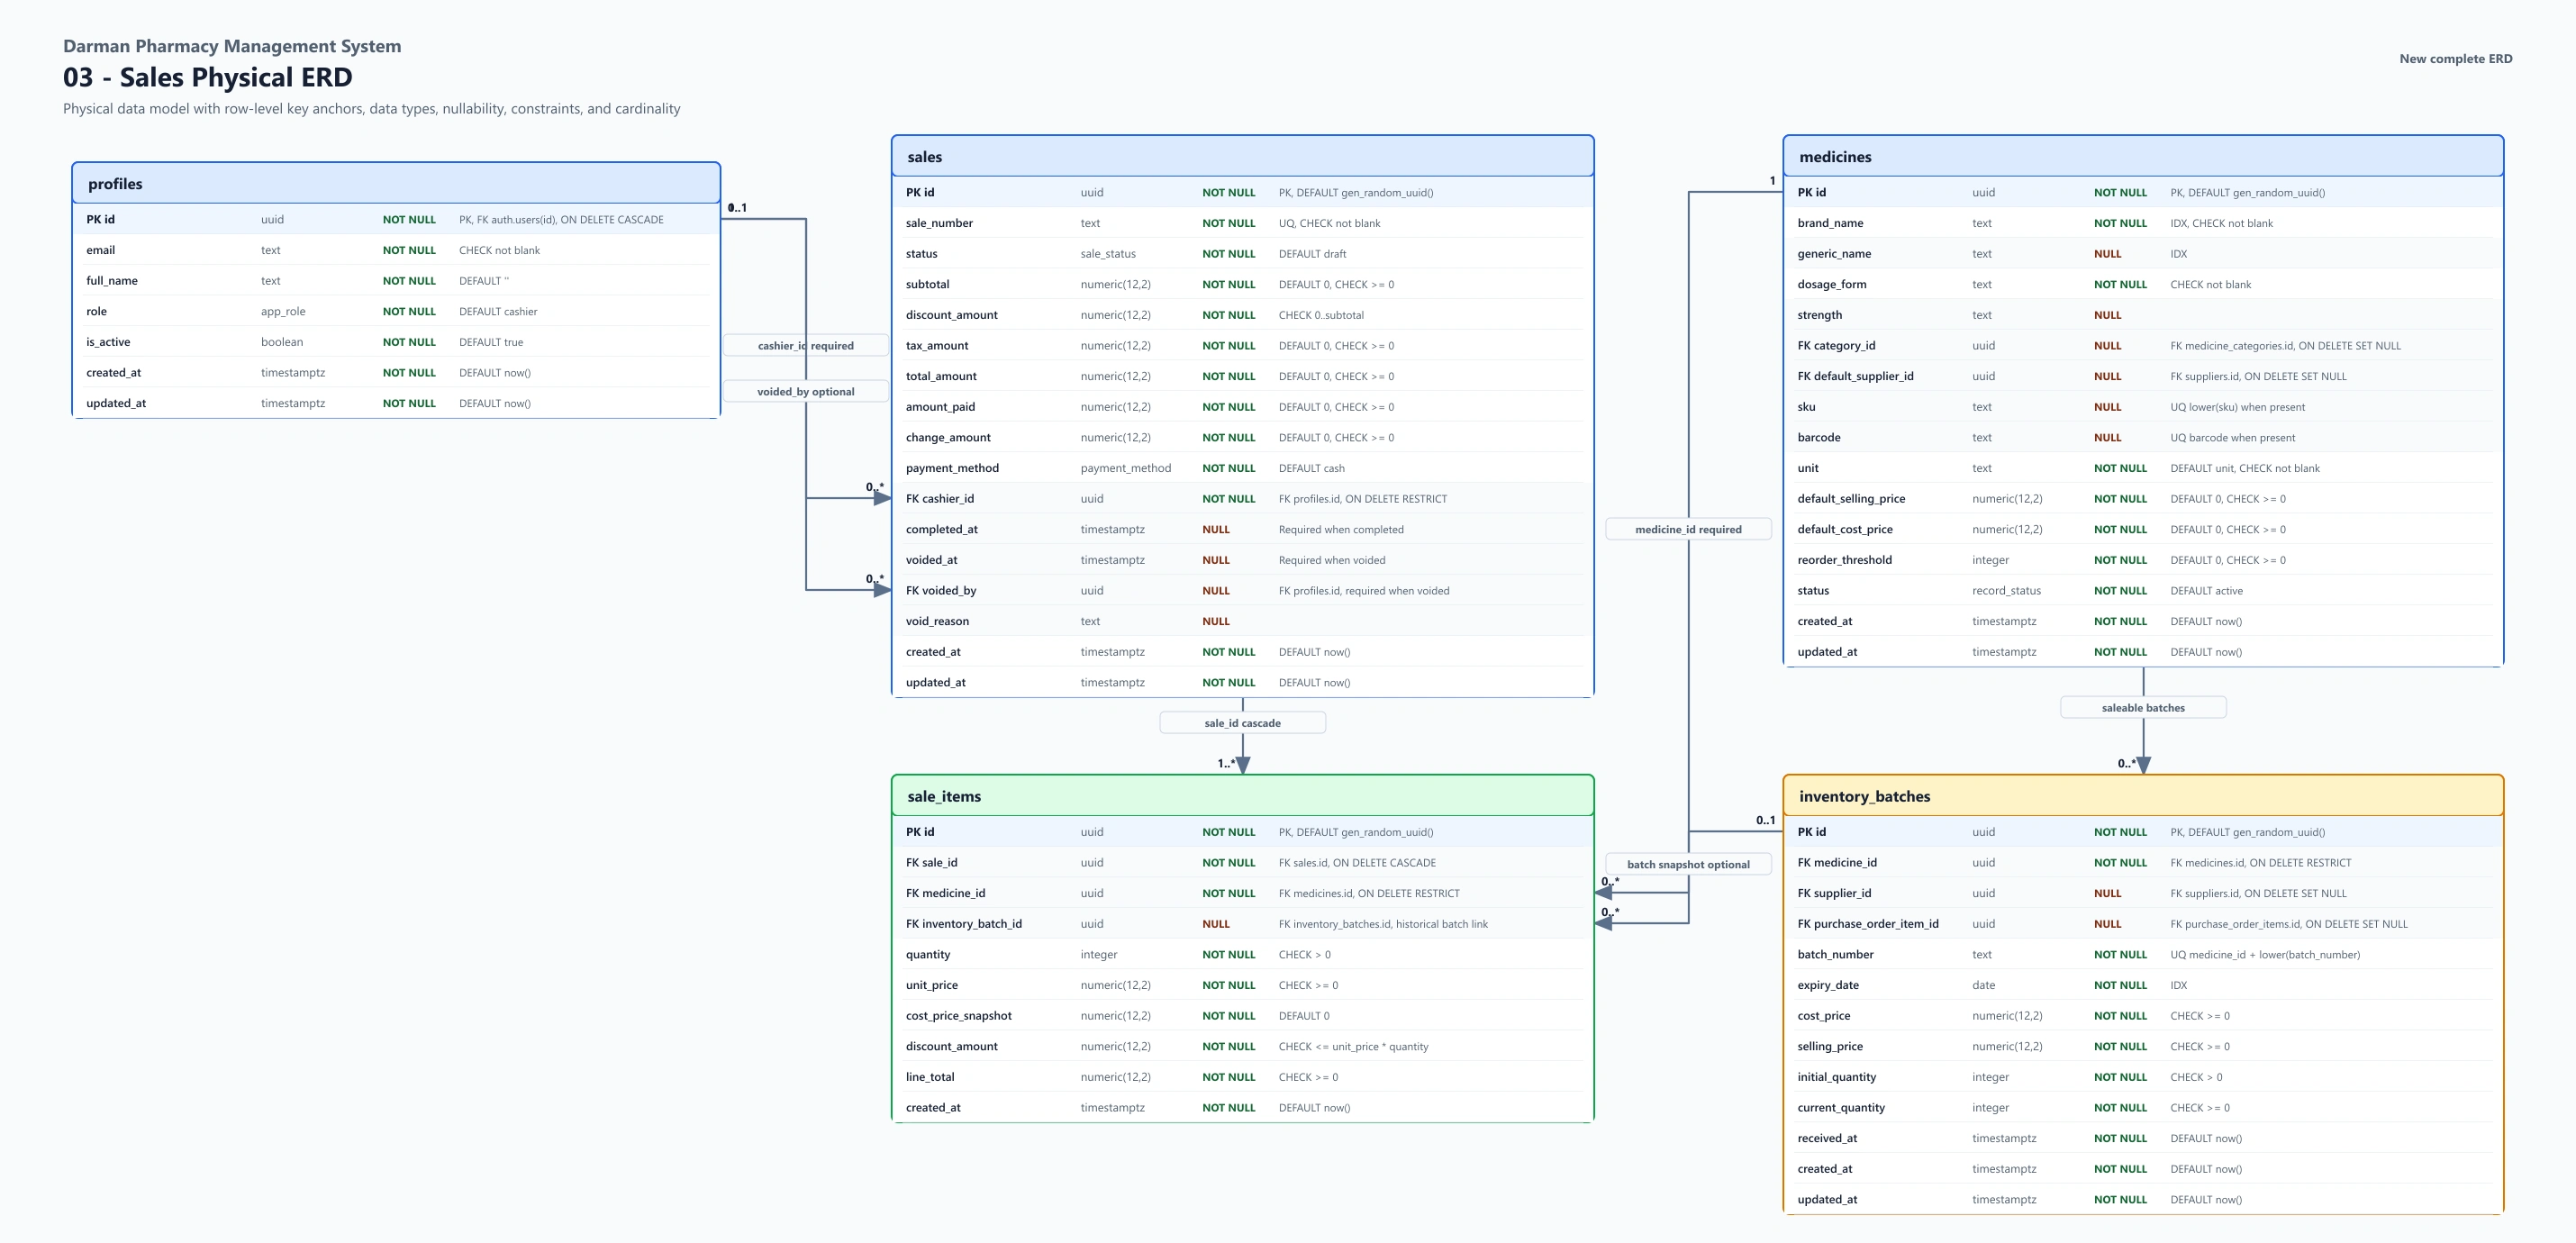 Darman Pharmacy Management System
03 - Sales Physical ERD
Physical data model with row-level key anchors, data types, nullability, constraints, and cardinality
New complete ERD
profiles
PK id uuid NOT NULL PK, FK auth.users(id), ON DELETE CASCADE
email text NOT NULL CHECK not blank
full_name text NOT NULL DEFAULT ''
role app_role NOT NULL DEFAULT cashier
is_active boolean NOT NULL DEFAULT true
created_at timestamptz NOT NULL DEFAULT now()
updated_at timestamptz NOT NULL DEFAULT now()
0..1
cashier_id required
voided_by optional
0..*
0..*
sales
PK id uuid NOT NULL PK, DEFAULT gen_random_uuid()
sale_number text NOT NULL UQ, CHECK not blank
status sale_status NOT NULL DEFAULT draft
subtotal numeric(12,2) NOT NULL DEFAULT 0, CHECK >= 0
discount_amount numeric(12,2) NOT NULL CHECK 0..subtotal
tax_amount numeric(12,2) NOT NULL DEFAULT 0, CHECK >= 0
total_amount numeric(12,2) NOT NULL DEFAULT 0, CHECK >= 0
amount_paid numeric(12,2) NOT NULL DEFAULT 0, CHECK >= 0
change_amount numeric(12,2) NOT NULL DEFAULT 0, CHECK >= 0
payment_method payment_method NOT NULL DEFAULT cash
FK cashier_id uuid NOT NULL FK profiles.id, ON DELETE RESTRICT
completed_at timestamptz NULL Required when completed
voided_at timestamptz NULL Required when voided
FK voided_by uuid NULL FK profiles.id, required when voided
void_reason text NULL
created_at timestamptz NOT NULL DEFAULT now()
updated_at timestamptz NOT NULL DEFAULT now()
sale_id cascade
1..*
sale_items
PK id uuid NOT NULL PK, DEFAULT gen_random_uuid()
FK sale_id uuid NOT NULL FK sales.id, ON DELETE CASCADE
FK medicine_id uuid NOT NULL FK medicines.id, ON DELETE RESTRICT
FK inventory_batch_id uuid NULL FK inventory_batches.id, historical batch link
quantity integer NOT NULL CHECK > 0
unit_price numeric(12,2) NOT NULL CHECK >= 0
cost_price_snapshot numeric(12,2) NOT NULL DEFAULT 0
discount_amount numeric(12,2) NOT NULL CHECK <= unit_price * quantity
line_total numeric(12,2) NOT NULL CHECK >= 0
created_at timestamptz NOT NULL DEFAULT now()
1
medicine_id required
0..1
batch snapshot optional
0..*
0..*
medicines
PK id uuid NOT NULL PK, DEFAULT gen_random_uuid()
brand_name text NOT NULL IDX, CHECK not blank
generic_name text NULL IDX
dosage_form text NOT NULL CHECK not blank
strength text NULL
FK category_id uuid NULL FK medicine_categories.id, ON DELETE SET NULL
FK default_supplier_id uuid NULL FK suppliers.id, ON DELETE SET NULL
sku text NULL UQ lower(sku) when present
barcode text NULL UQ barcode when present
unit text NOT NULL DEFAULT unit, CHECK not blank
default_selling_price numeric(12,2) NOT NULL DEFAULT 0, CHECK >= 0
default_cost_price numeric(12,2) NOT NULL DEFAULT 0, CHECK >= 0
reorder_threshold integer NOT NULL DEFAULT 0, CHECK >= 0
status record_status NOT NULL DEFAULT active
created_at timestamptz NOT NULL DEFAULT now()
updated_at timestamptz NOT NULL DEFAULT now()
saleable batches
0..*
inventory_batches
PK id uuid NOT NULL PK, DEFAULT gen_random_uuid()
FK medicine_id uuid NOT NULL FK medicines.id, ON DELETE RESTRICT
FK supplier_id uuid NULL FK suppliers.id, ON DELETE SET NULL
FK purchase_order_item_id uuid NULL FK purchase_order_items.id, ON DELETE SET NULL
batch_number text NOT NULL UQ medicine_id + lower(batch_number)
expiry_date date NOT NULL IDX
cost_price numeric(12,2) NOT NULL CHECK >= 0
selling_price numeric(12,2) NOT NULL CHECK >= 0
initial_quantity integer NOT NULL CHECK > 0
current_quantity integer NOT NULL CHECK >= 0
received_at timestamptz NOT NULL DEFAULT now()
created_at timestamptz NOT NULL DEFAULT now()
updated_at timestamptz NOT NULL DEFAULT now()